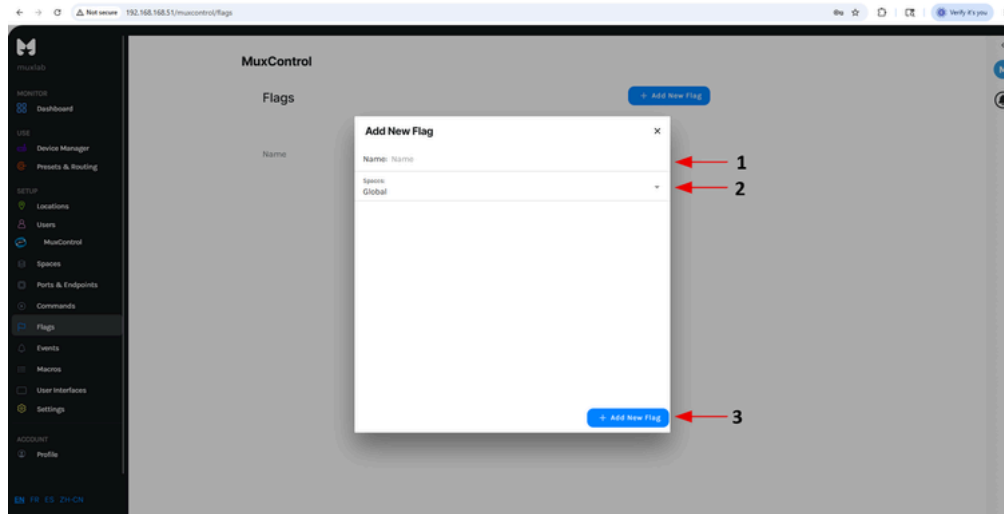 Not secure 192.168.168.51/muxcontrol/flags
Verify it's you
muxlab
MONITOR
Dashboard
USE
Device Manager
Presets & Routing
SETUP
Locations
Users
MuxControl
Spaces
Ports & Endpoints
Commands
Flags
Events
Macros
User Interfaces
Settings
ACCOUNT
Profile
EN FR ES ZH-CN
MuxControl
Flags
+ Add New Flag
Name
Add New Flag
×
Name: Name
1
Spaces:
Global
2
+ Add New Flag
3